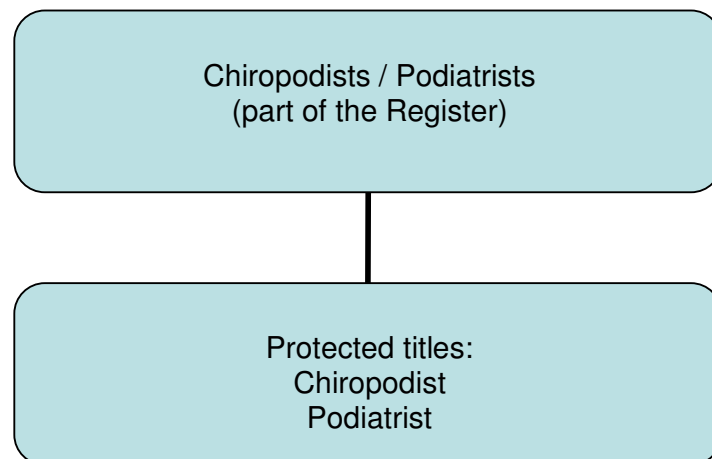 Chiropodists / Podiatrists
(part of the Register)
Protected titles:
Chiropodist
Podiatrist